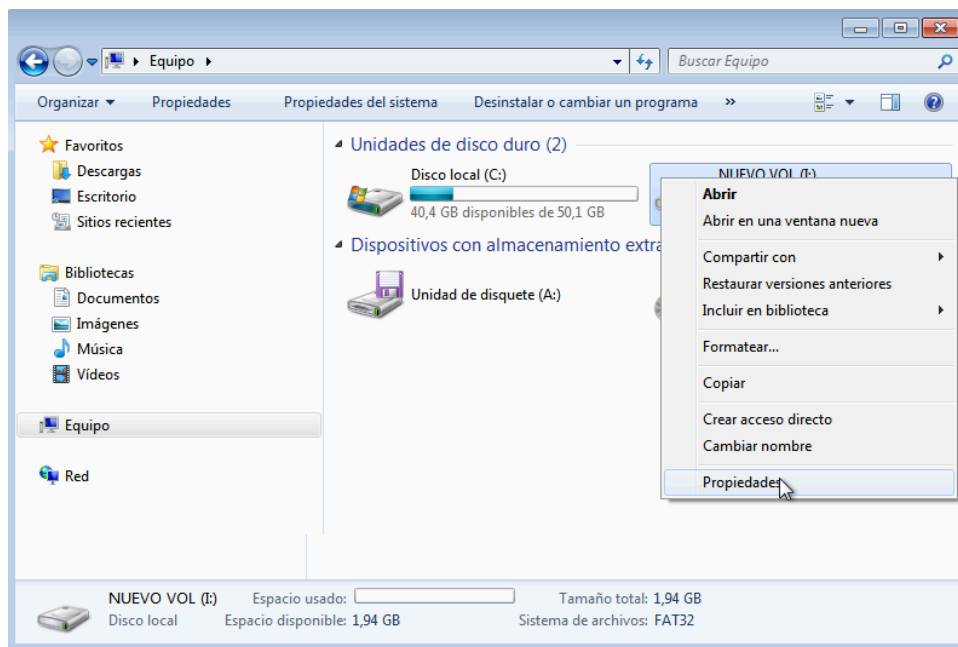 Equipo
Buscar Equipo
Organizar
Propiedades
Propiedades del sistema
Desinstalar o cambiar un programa
»
Favoritos
Descargas
Escritorio
Sitios recientes
Bibliotecas
Documentos
Imágenes
Música
Vídeos
Equipo
Red
Unidades de disco duro (2)
Disco local (C:)
40,4 GB disponibles de 50,1 GB
NUEVO VOL (I:)
Dispositivos con almacenamiento extra
Unidad de disquete (A:)
Abrir
Abrir en una ventana nueva
Compartir con
Restaurar versiones anteriores
Incluir en biblioteca
Formatear...
Copiar
Crear acceso directo
Cambiar nombre
Propiedades
NUEVO VOL (I:) Espacio usado: Tamaño total: 1,94 GB
Disco local Espacio disponible: 1,94 GB Sistema de archivos: FAT32